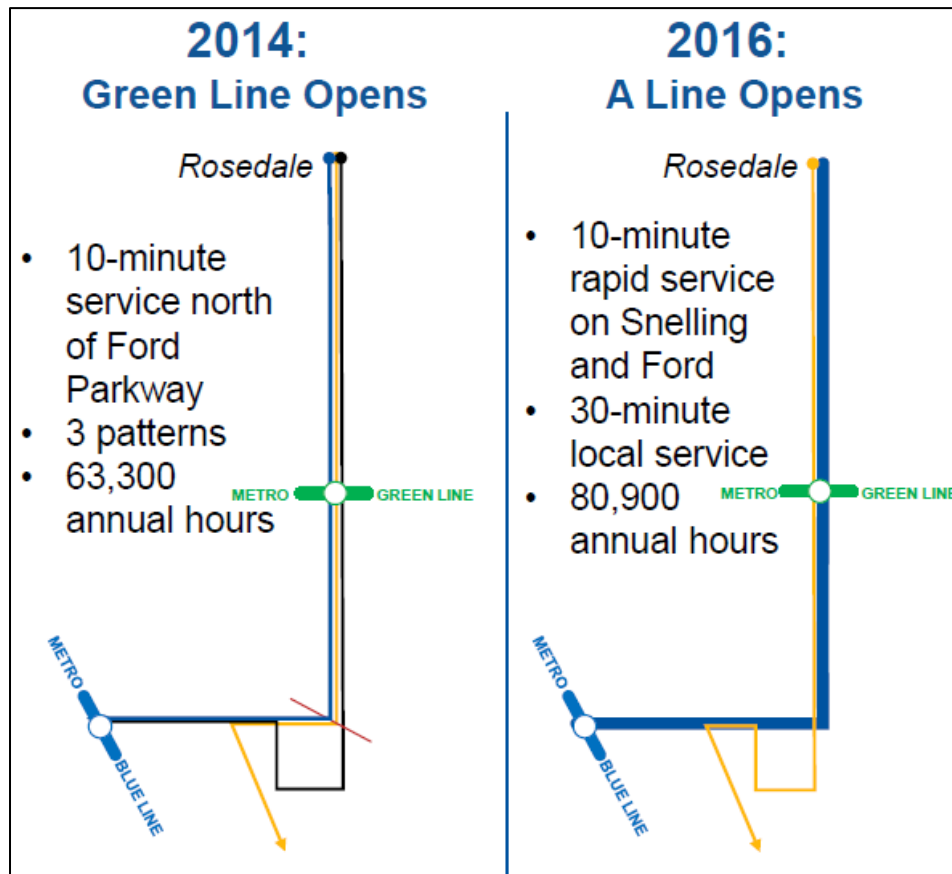 2014:
Green Line Opens
Rosedale
• 10-minute
service north
of Ford
Parkway
• 3 patterns
• 63,300
annual hours
METRO GREEN LINE
METRO
BLUE LINE
2016:
A Line Opens
Rosedale
• 10-minute
rapid service
on Snelling
and Ford
• 30-minute
local service
• 80,900
annual hours
METRO GREEN LINE
METRO
BLUE LINE